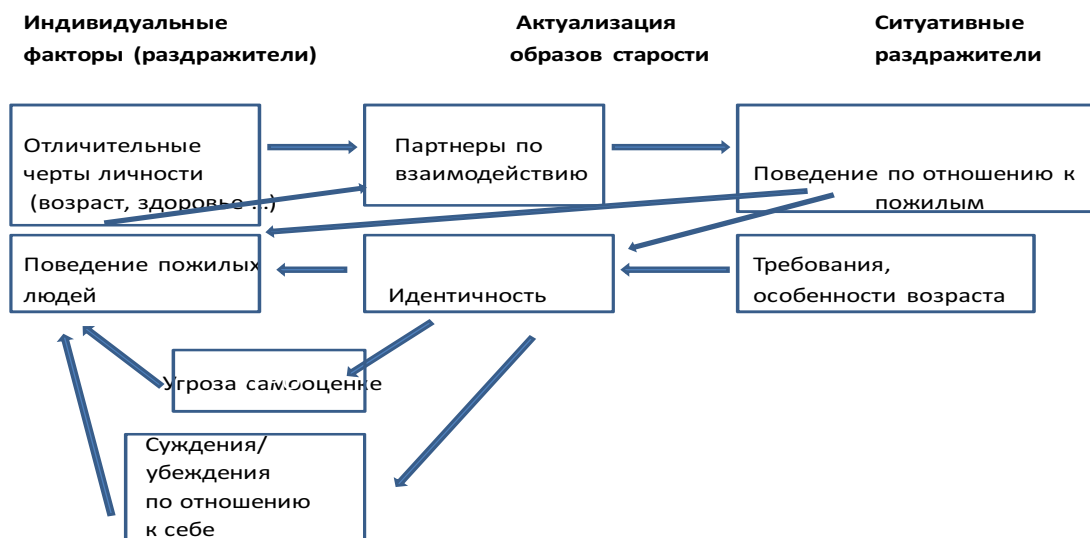 Индивидуальные
факторы (раздражители)
Актуализация
образов старости
Ситуативные
раздражители
Отличительные
черты личности
(возраст, здоровье ..)
Партнеры по
взаимодействию
Поведение по отношению к
пожилым
Поведение пожилых
людей
Идентичность
Требования,
особенности возраста
Угроза самооценке
Суждения/
убеждения
по отношению
к себе